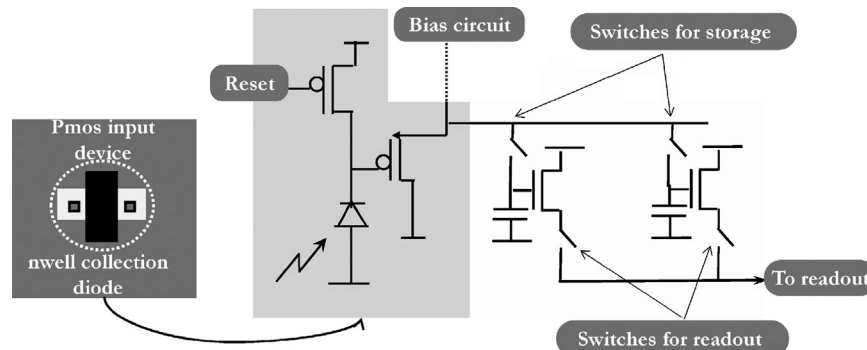 Bias circuit
Switches for storage
Reset
Pmos input
device
nwell collection
diode
To readout
Switches for readout